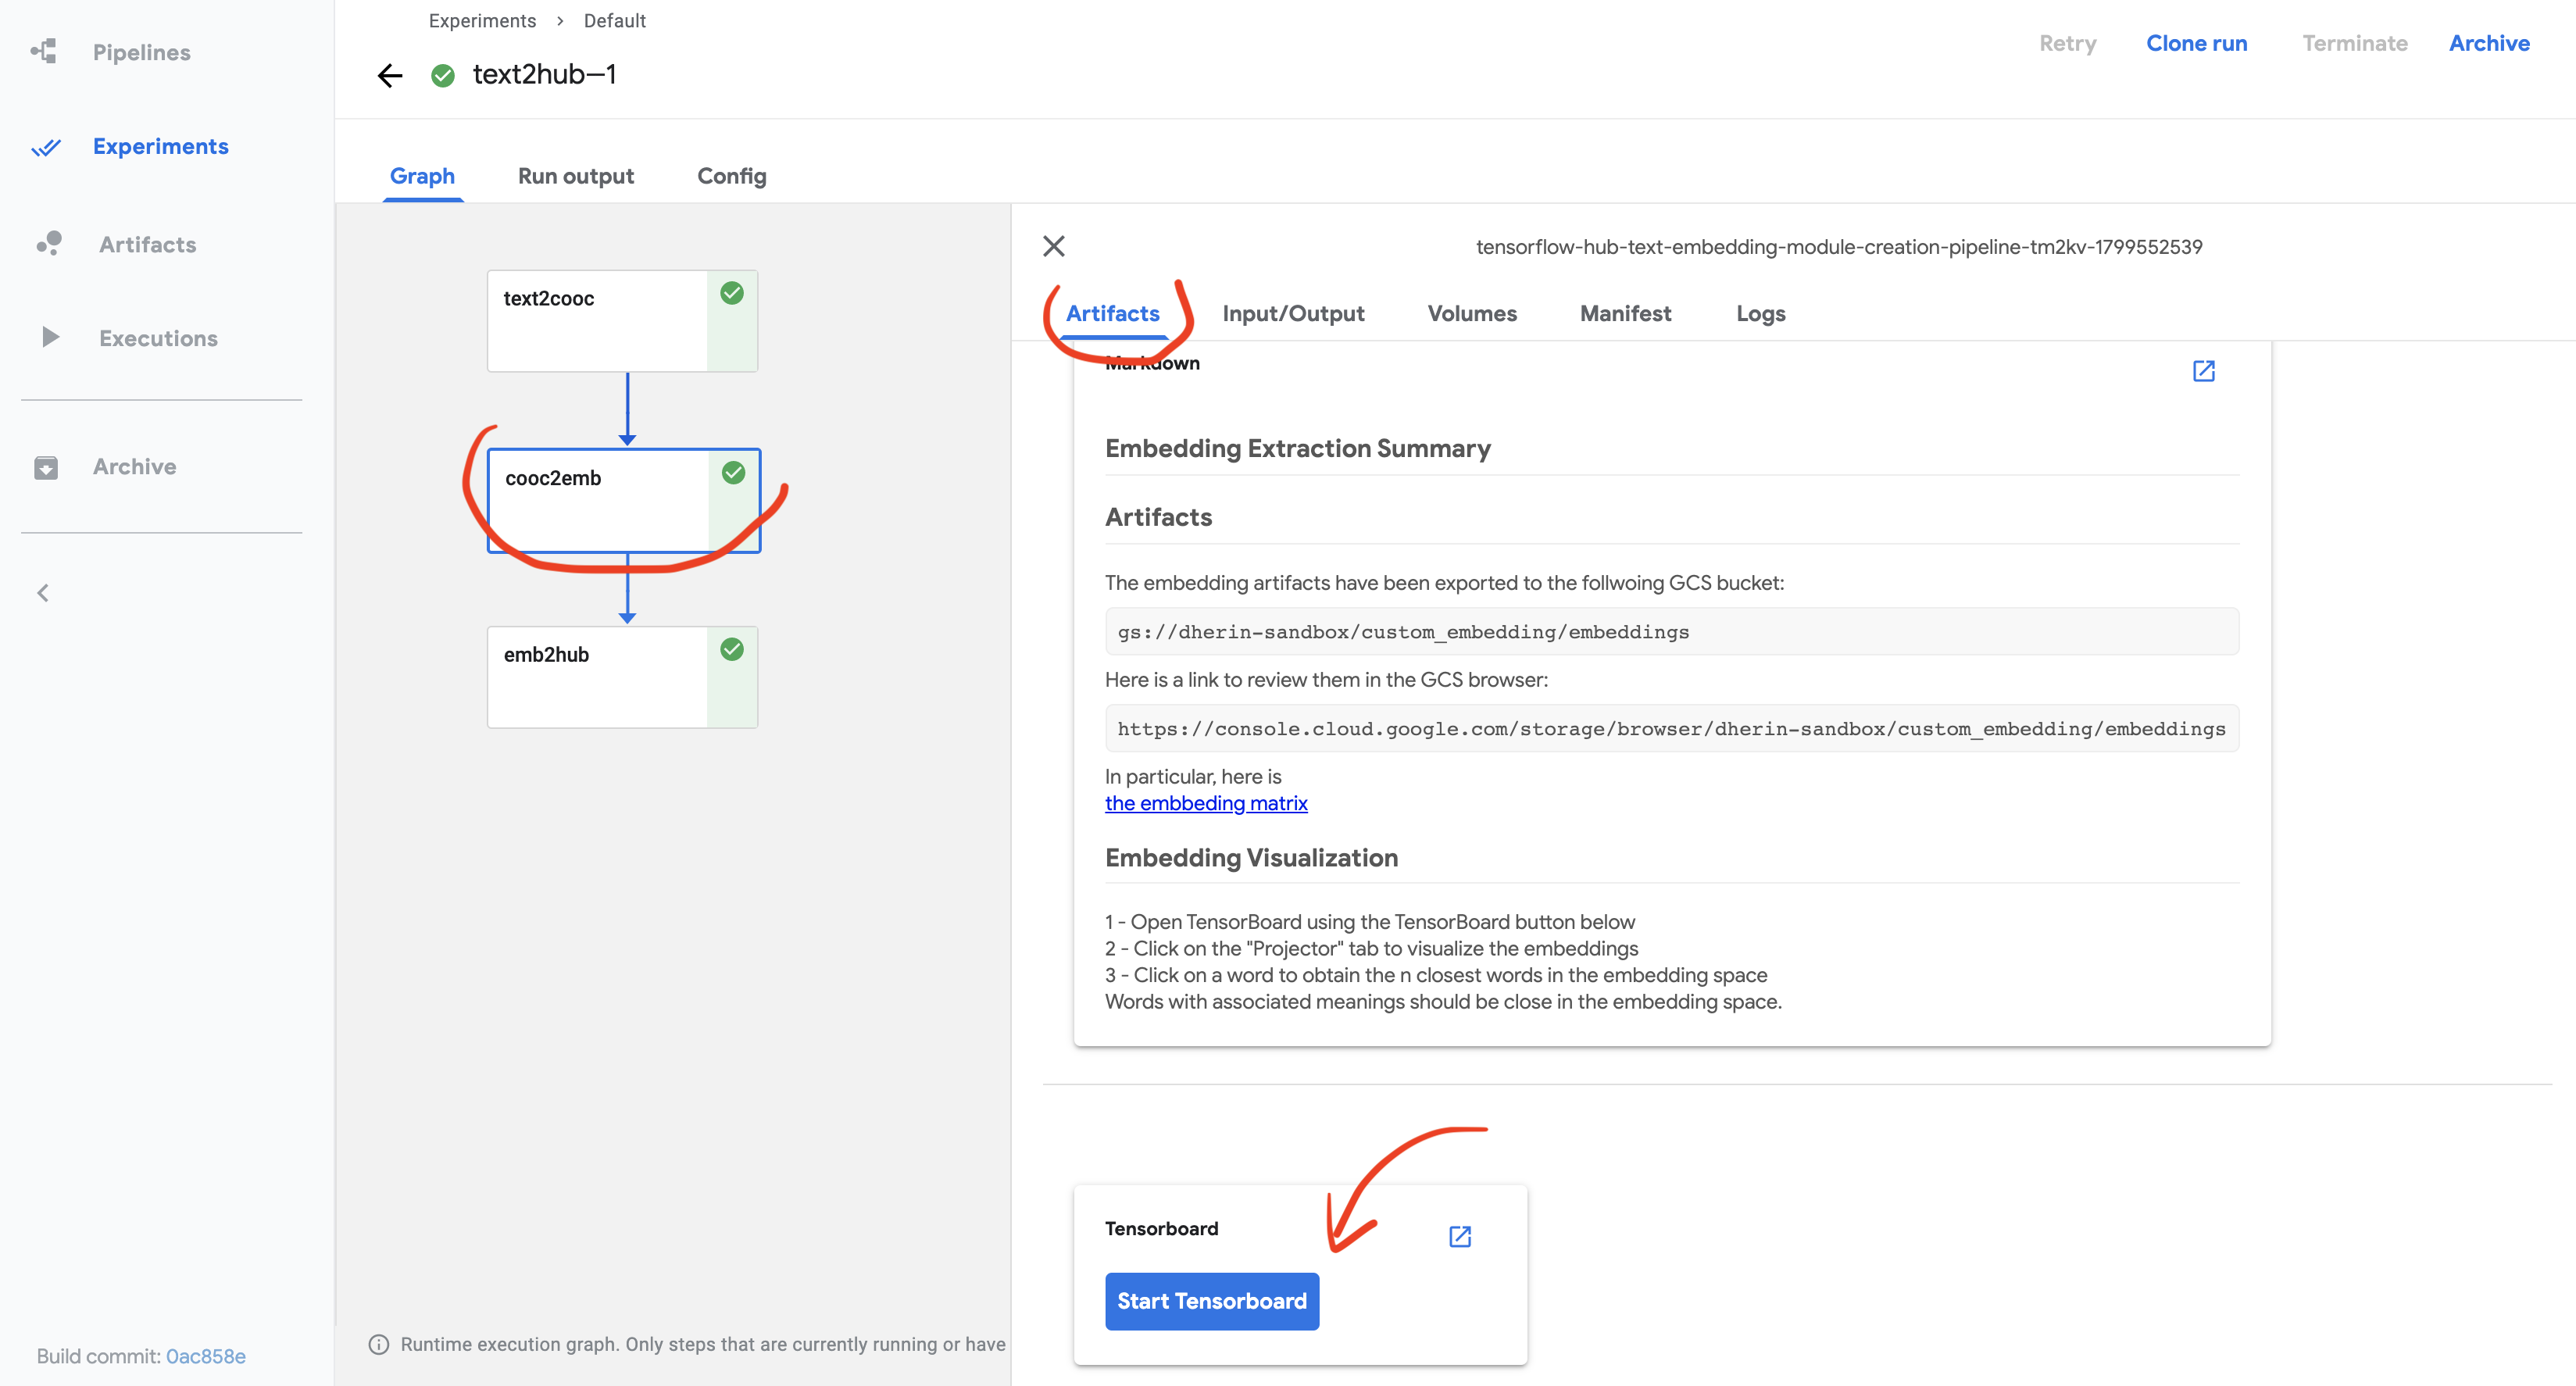 Pipelines
Experiments
Artifacts
Executions
Archive
Build commit: 0ac858e
Experiments > Default
text2hub—1
Retry Clone run Terminate Archive
Graph Run output Config
text2cooc
cooc2emb
emb2hub
Runtime execution graph. Only steps that are currently running or have
tensorflow-hub-text-embedding-module-creation-pipeline-tm2kv-1799552539
Artifacts Input/Output Volumes Manifest Logs
Markdown
Embedding Extraction Summary
Artifacts
The embedding artifacts have been exported to the follwoing GCS bucket:
gs://dherin-sandbox/custom_embedding/embeddings
Here is a link to review them in the GCS browser:
https://console.cloud.google.com/storage/browser/dherin-sandbox/custom_embedding/embeddings
In particular, here is
the embbeding matrix
Embedding Visualization
1 - Open TensorBoard using the TensorBoard button below
2 - Click on the "Projector" tab to visualize the embeddings
3 - Click on a word to obtain the n closest words in the embedding space
Words with associated meanings should be close in the embedding space.
Tensorboard
Start Tensorboard